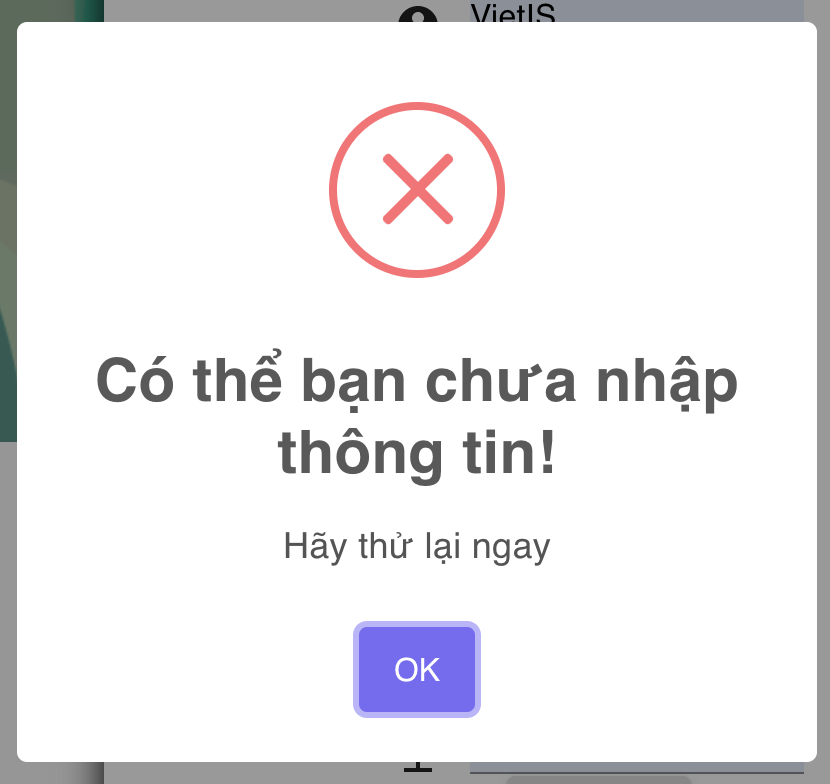 VietIS
Có thể bạn chưa nhập
thông tin!
Hãy thử lại ngay
OK